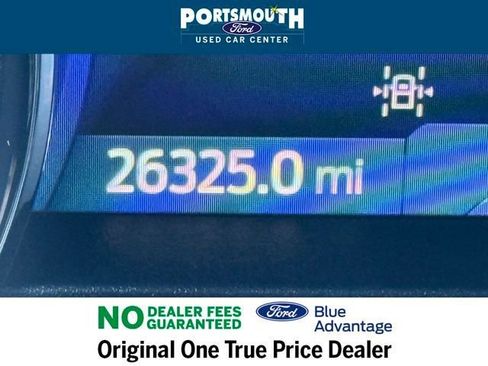 PORTSMOUTH
Ford
USED CAR CENTER
26325.0 mi
NO DEALER FEES
GUARANTEED
Ford Blue
Advantage
Original One True Price Dealer